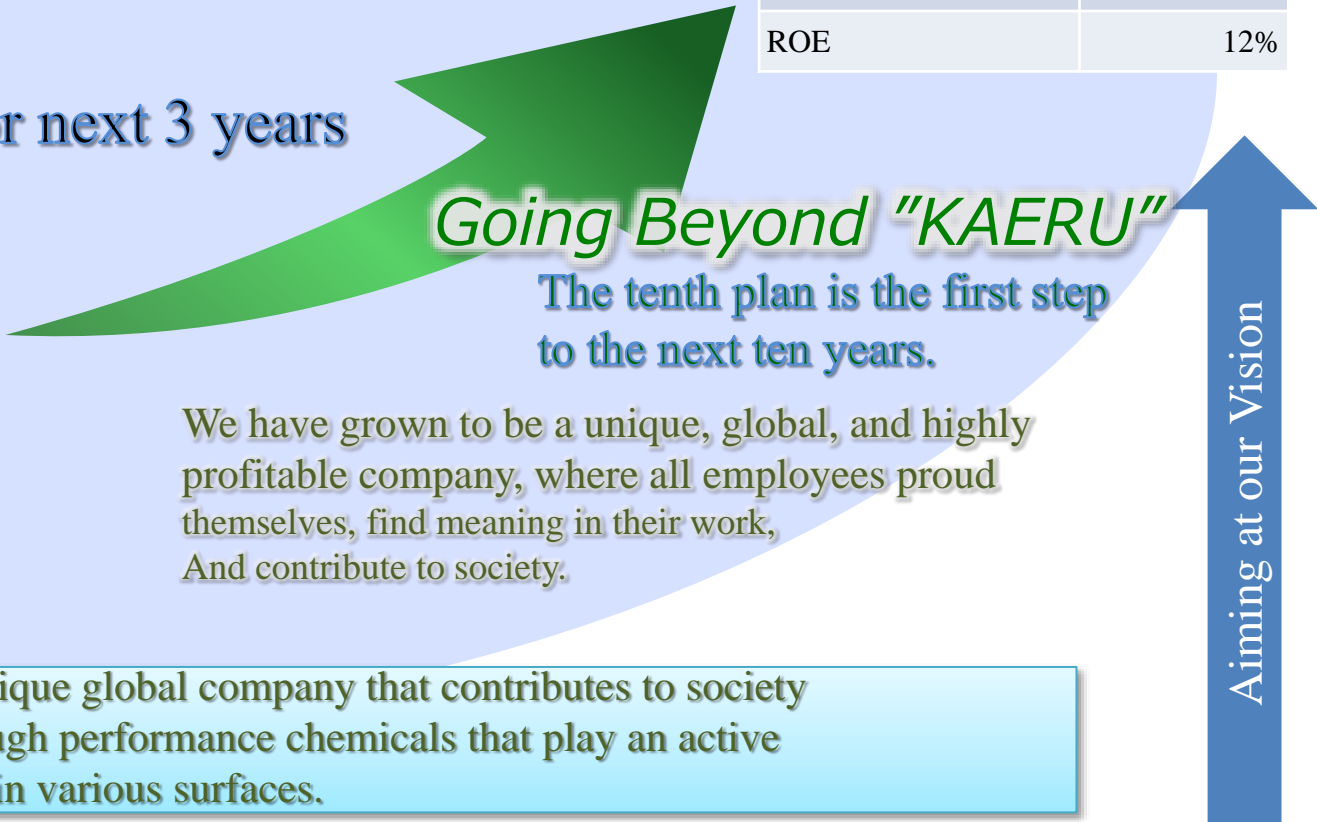 ROE 12%
r next 3 years
Going Beyond "KAERU"
The tenth plan is the first step
to the next ten years.
We have grown to be a unique, global, and highly
profitable company, where all employees proud
themselves, find meaning in their work,
And contribute to society.
ique global company that contributes to society
ugh performance chemicals that play an active
in various surfaces.
Aiming at our Vision